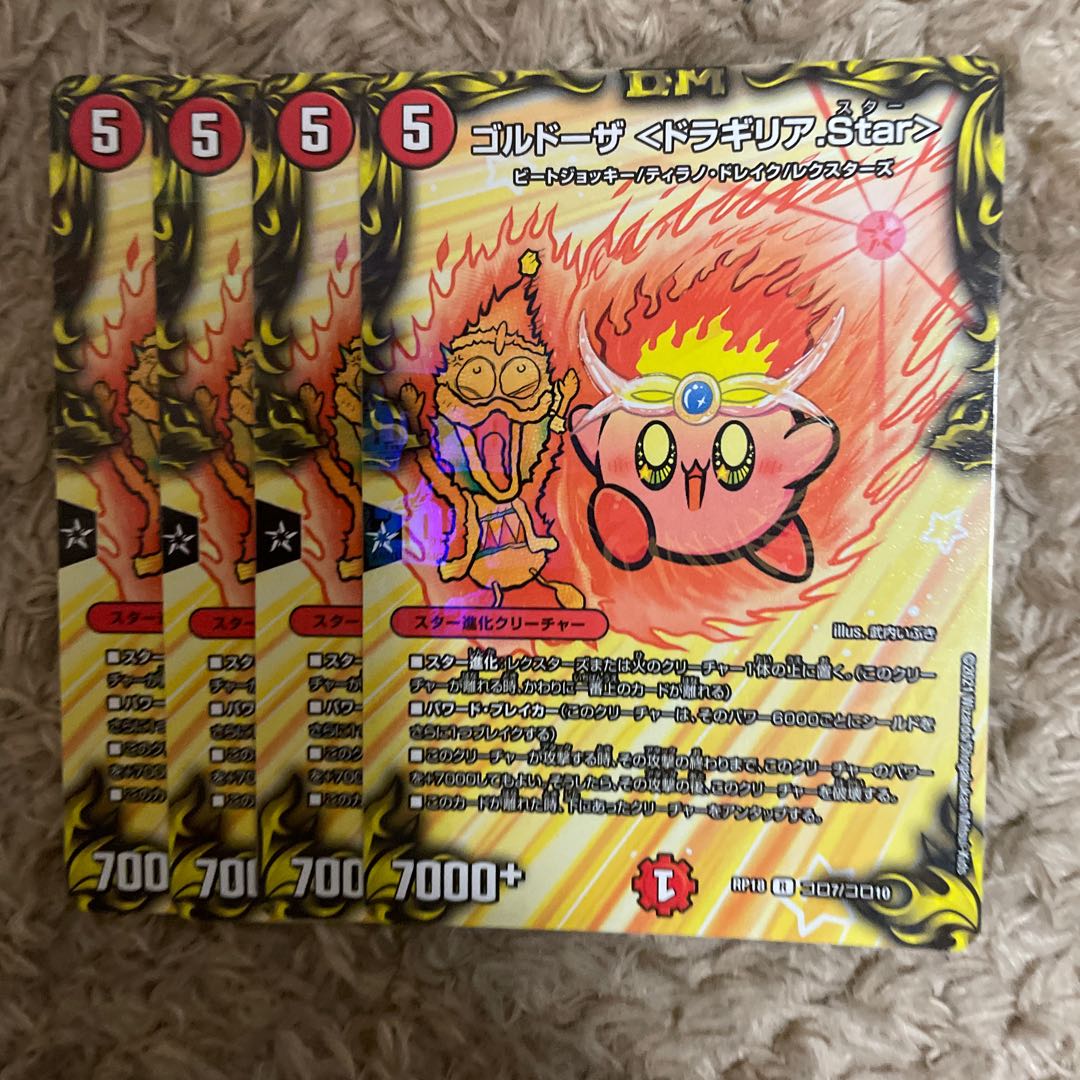 5
5
5
5
D:M
スター
ゴルドーザ <ドラギリア.Star>
ビートジョッキー/ティラノ・ドレイク/レクスターズ
スター進化クリーチャー
illus. 武内いぶき
■スター進化:レクスターズまたは火のクリーチャー1体の上に置く。(このクリー
チャーが離れる時、かわりに一番上のカードが離れる)
■パワード・ブレイカー(このクリーチャーは、そのパワー6000ごとにシールドを
さらに1つブレイクする)
■このクリーチャーが攻撃する時、その攻撃の終わりまで、このクリーチャーのパワー
を+7000してもよい。そうしたら、その攻撃の後、このクリーチャーを破壊する。
■このカードが離れた時、下にあったクリーチャーをアンタップする。
700
700
700
7000+
1
RP18 R コロ7/コロ10